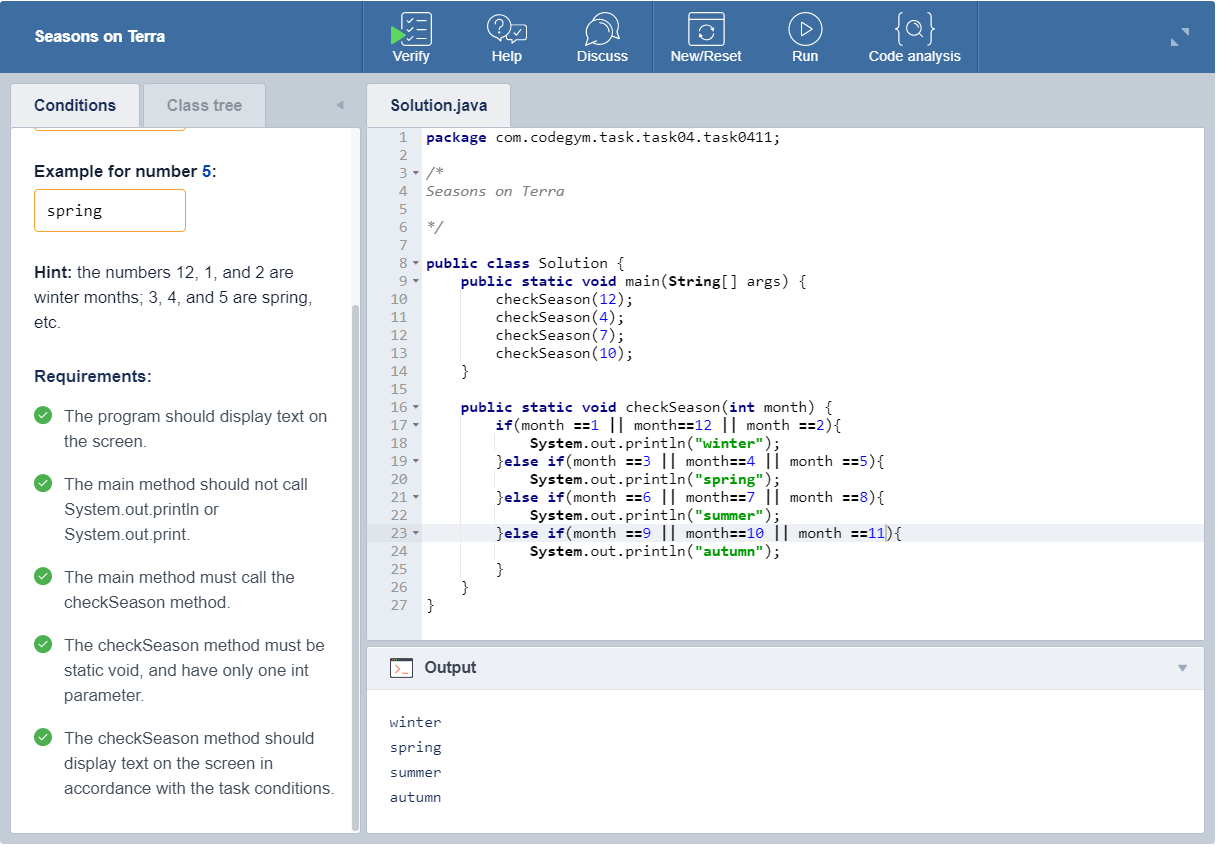 Seasons on Terra
Verify
Help
Discuss
New/Reset
Run
Code analysis
Conditions
Class tree
Example for number 5:
spring
Hint: the numbers 12, 1, and 2 are
winter months; 3, 4, and 5 are spring,
etc.
Requirements:
The program should display text on
the screen.
The main method should not call
System.out.println or
System.out.print.
The main method must call the
checkSeason method.
The checkSeason method must be
static void, and have only one int
parameter.
The checkSeason method should
display text on the screen in
accordance with the task conditions.
Solution.java
1 package com.codegym.task.task04.task0411;
2
3 /*
4 Seasons on Terra
5
6 */
7
8 public class Solution {
9     public static void main(String[] args) {
10         checkSeason(12);
11         checkSeason(4);
12         checkSeason(7);
13         checkSeason(10);
14     }
15
16     public static void checkSeason(int month) {
17         if(month ==1 || month==12 || month ==2){
18             System.out.println("winter");
19         }else if(month ==3 || month==4 || month ==5){
20             System.out.println("spring");
21         }else if(month ==6 || month==7 || month ==8){
22             System.out.println("summer");
23         }else if(month ==9 || month==10 || month ==11){
24             System.out.println("autumn");
25         }
26     }
27 }
Output
winter
spring
summer
autumn